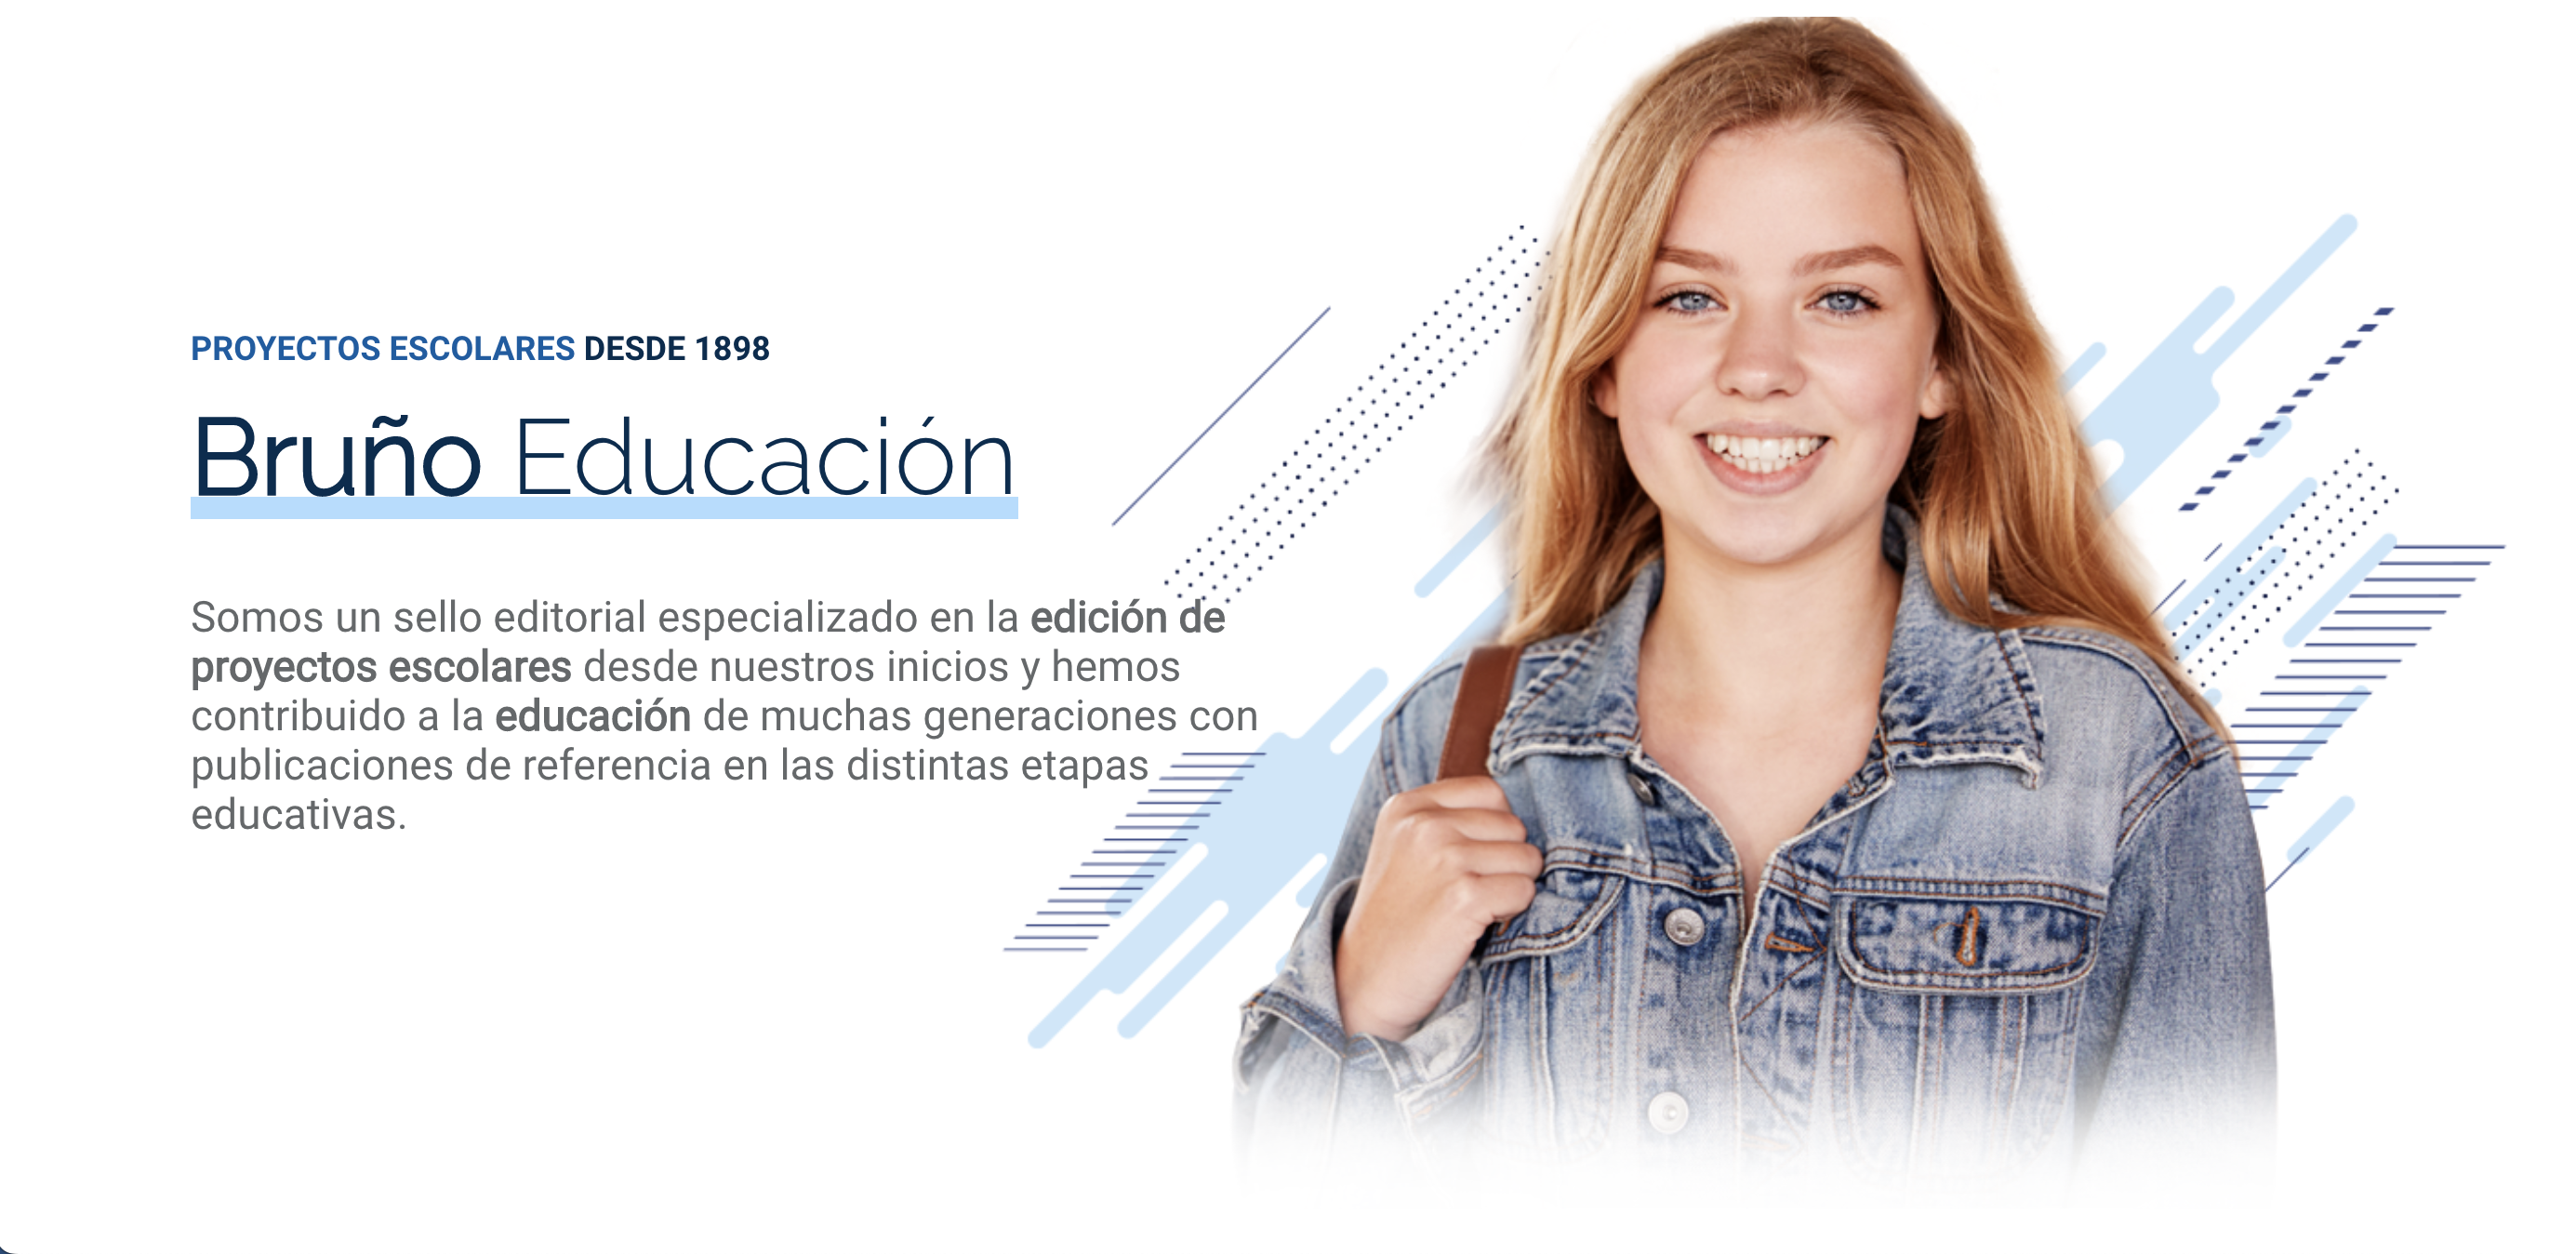 PROYECTOS ESCOLARES DESDE 1898
Bruño Educación
Somos un sello editorial especializado en la edición de
proyectos escolares desde nuestros inicios y hemos
contribuido a la educación de muchas generaciones con
publicaciones de referencia en las distintas etapas
educativas.